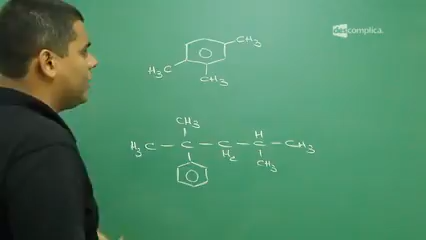 descomplica.
CH3
H3C
CH3
CH3
H
H3C — C — C — C — CH3
H2
CH3